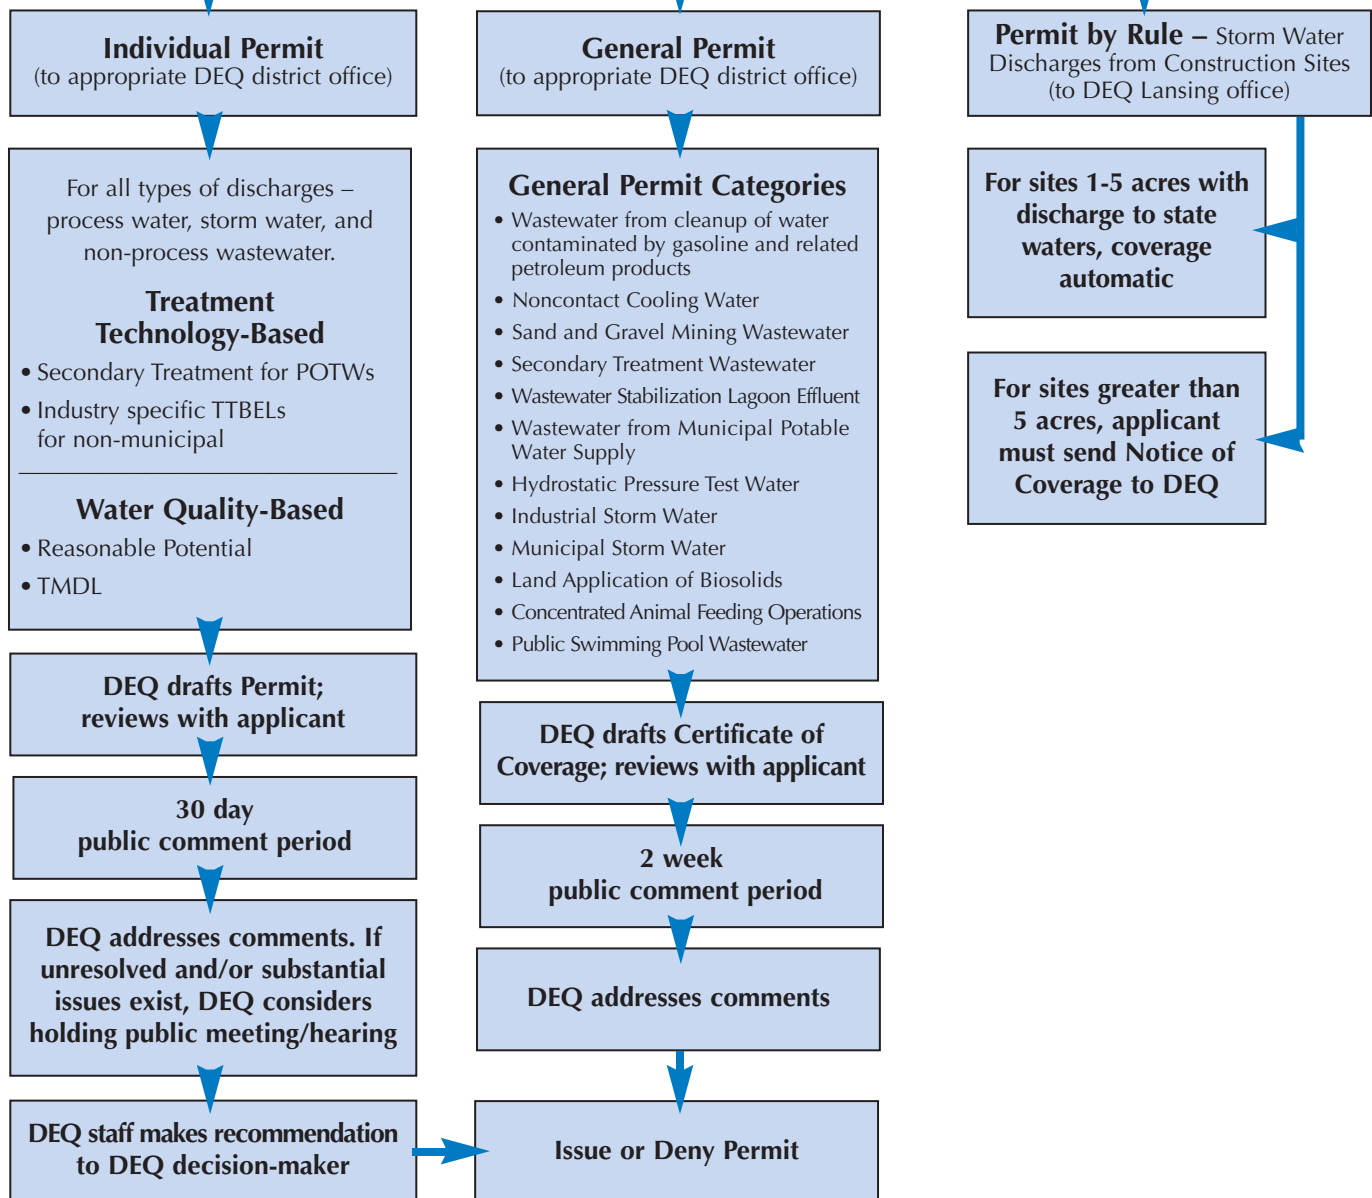 Individual Permit
(to appropriate DEQ district office)
For all types of discharges –
process water, storm water, and
non-process wastewater.
Treatment
Technology-Based
• Secondary Treatment for POTWs
• Industry specific TTBELs
for non-municipal
Water Quality-Based
• Reasonable Potential
• TMDL
DEQ drafts Permit;
reviews with applicant
30 day
public comment period
DEQ addresses comments. If
unresolved and/or substantial
issues exist, DEQ considers
holding public meeting/hearing
DEQ staff makes recommendation
to DEQ decision-maker
General Permit
(to appropriate DEQ district office)
General Permit Categories
• Wastewater from cleanup of water
contaminated by gasoline and related
petroleum products
• Noncontact Cooling Water
• Sand and Gravel Mining Wastewater
• Secondary Treatment Wastewater
• Wastewater Stabilization Lagoon Effluent
• Wastewater from Municipal Potable
Water Supply
• Hydrostatic Pressure Test Water
• Industrial Storm Water
• Municipal Storm Water
• Land Application of Biosolids
• Concentrated Animal Feeding Operations
• Public Swimming Pool Wastewater
DEQ drafts Certificate of
Coverage; reviews with applicant
2 week
public comment period
DEQ addresses comments
Issue or Deny Permit
Permit by Rule – Storm Water
Discharges from Construction Sites
(to DEQ Lansing office)
For sites 1-5 acres with
discharge to state
waters, coverage
automatic
For sites greater than
5 acres, applicant
must send Notice of
Coverage to DEQ